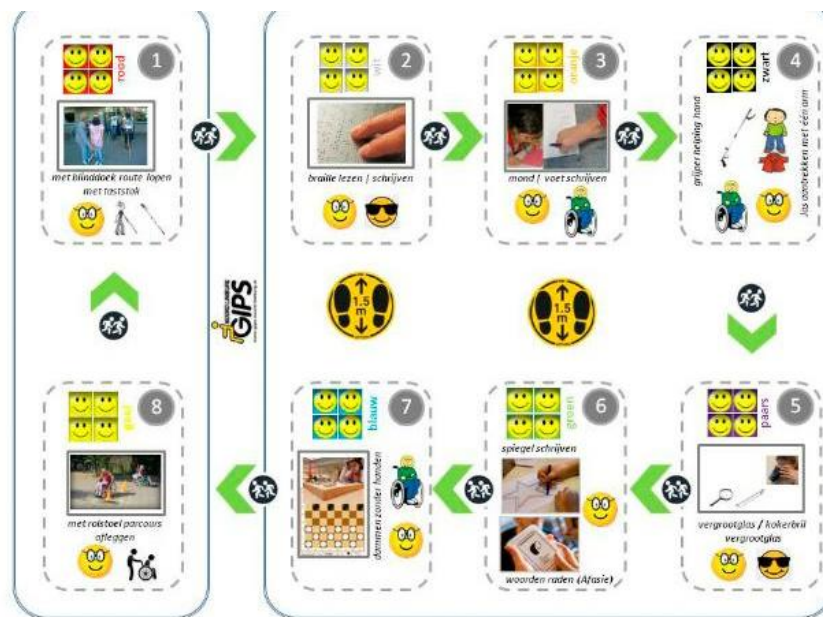 1
rood
met blinddoek route lopen
met taststok
2
wit
braille lezen | schrijven
3
oranje
mond | voet schrijven
4
zwart
grijper helping hand
Jas aantrekken met één arm
GIPS
1.5
m
1.5
m
8
geel
met rolstoel parcours
afleggen
7
blauw
dammen zonder handen
6
groen
spiegel schrijven
woorden raden (Afasie)
5
paars
vergrootglas / kokerbril
vergrootglas